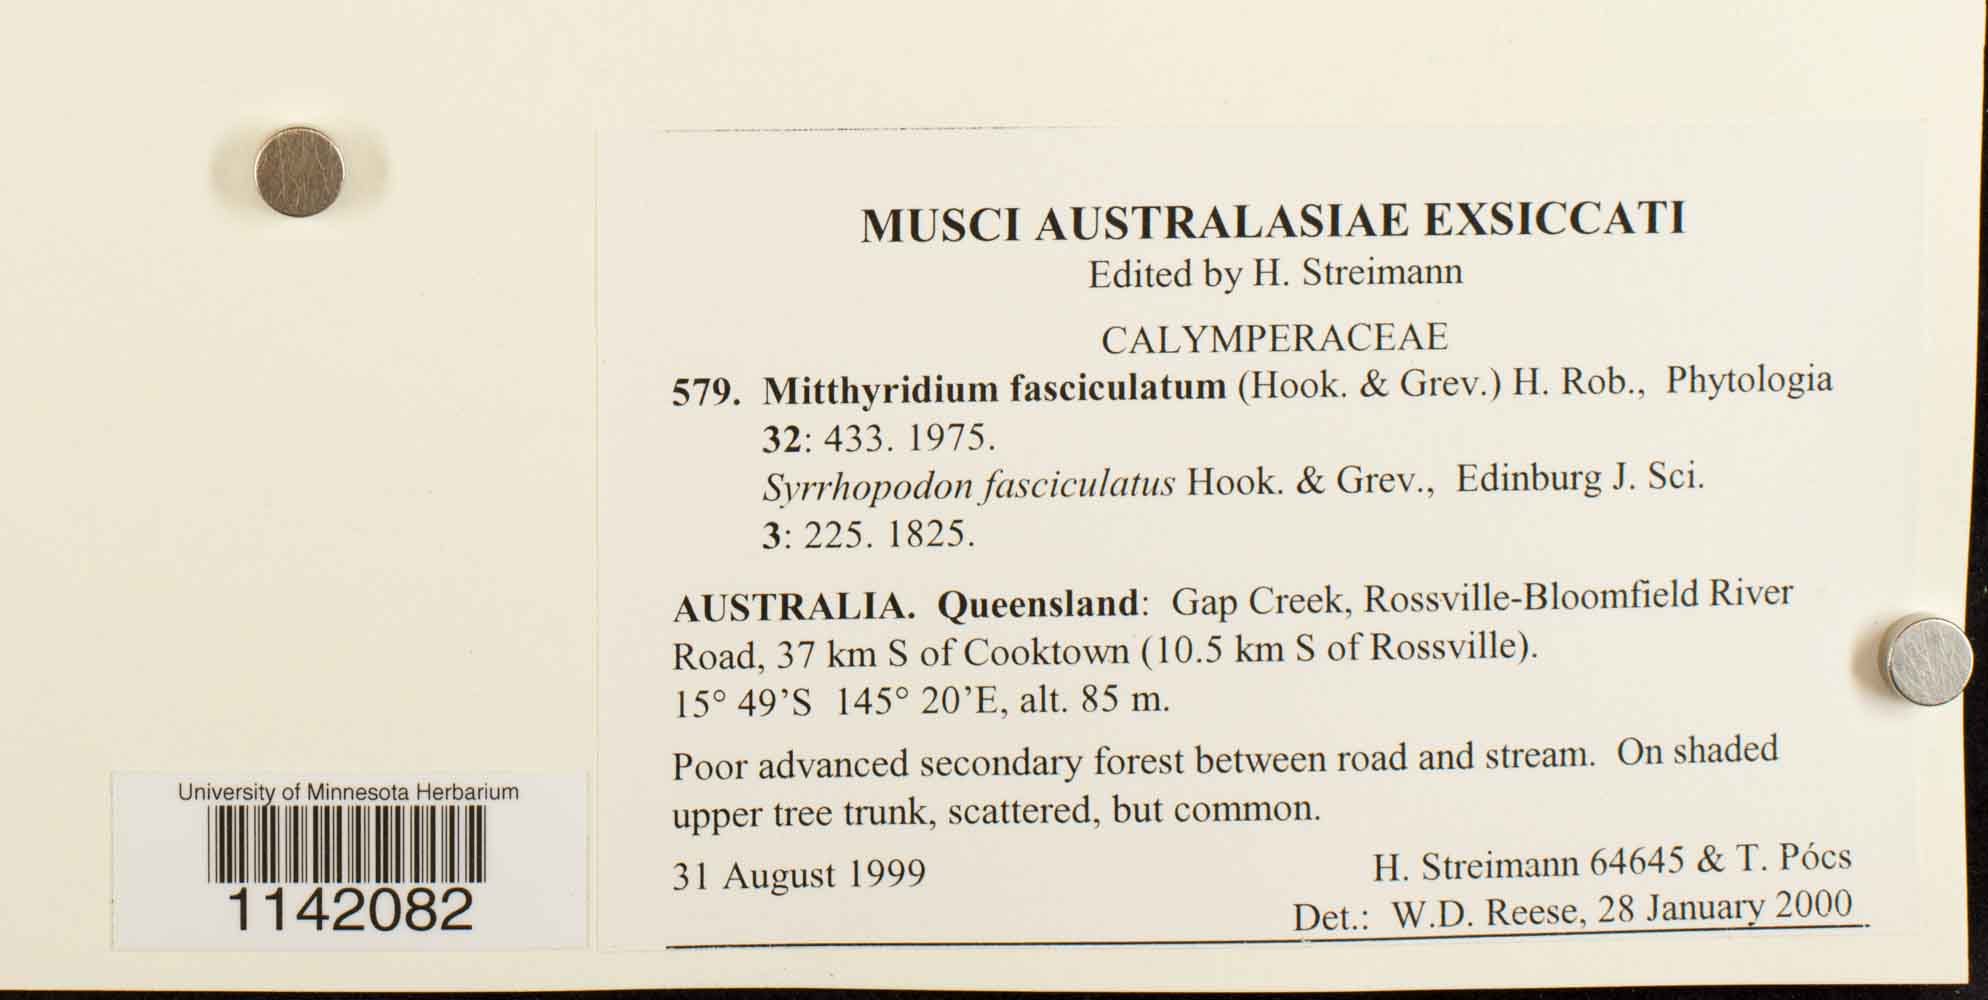 MUSCI AUSTRALASIAE EXSICCATI
Edited by H. Streimann
CALYMPERACEAE
579. Mitthyridium fasciculatum (Hook. & Grev.) H. Rob., Phytologia
32: 433. 1975.
Syrrhopodon fasciculatus Hook. & Grev., Edinburg J. Sci.
3: 225. 1825.
AUSTRALIA. Queensland: Gap Creek, Rossville-Bloomfield River
Road, 37 km S of Cooktown (10.5 km S of Rossville).
15° 49’S 145° 20’E, alt. 85 m.
Poor advanced secondary forest between road and stream. On shaded
upper tree trunk, scattered, but common.
31 August 1999
H. Streimann 64645 & T. Pócs
Det.: W.D. Reese, 28 January 2000
University of Minnesota Herbarium
1142082